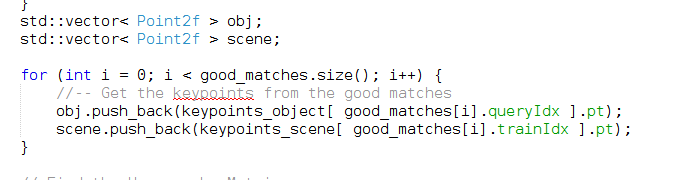 }
std::vector< Point2f > obj;
std::vector< Point2f > scene;
for (int i = 0; i < good_matches.size(); i++) {
//-- Get the keypoints from the good matches
obj.push_back(keypoints_object[ good_matches[i].queryIdx ].pt);
scene.push_back(keypoints_scene[ good_matches[i].trainIdx ].pt);
}